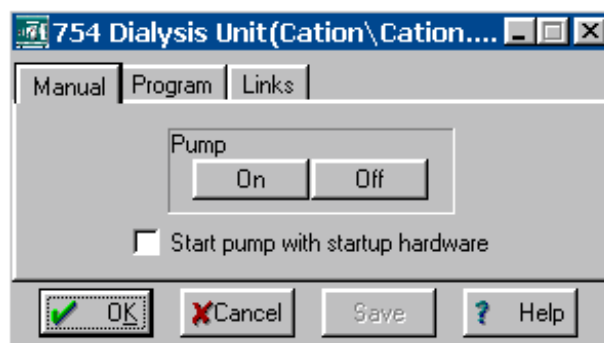 754 Dialysis Unit(Cation\Cation....
Manual Program Links
Pump
On Off
Start pump with startup hardware
OK Cancel Save Help